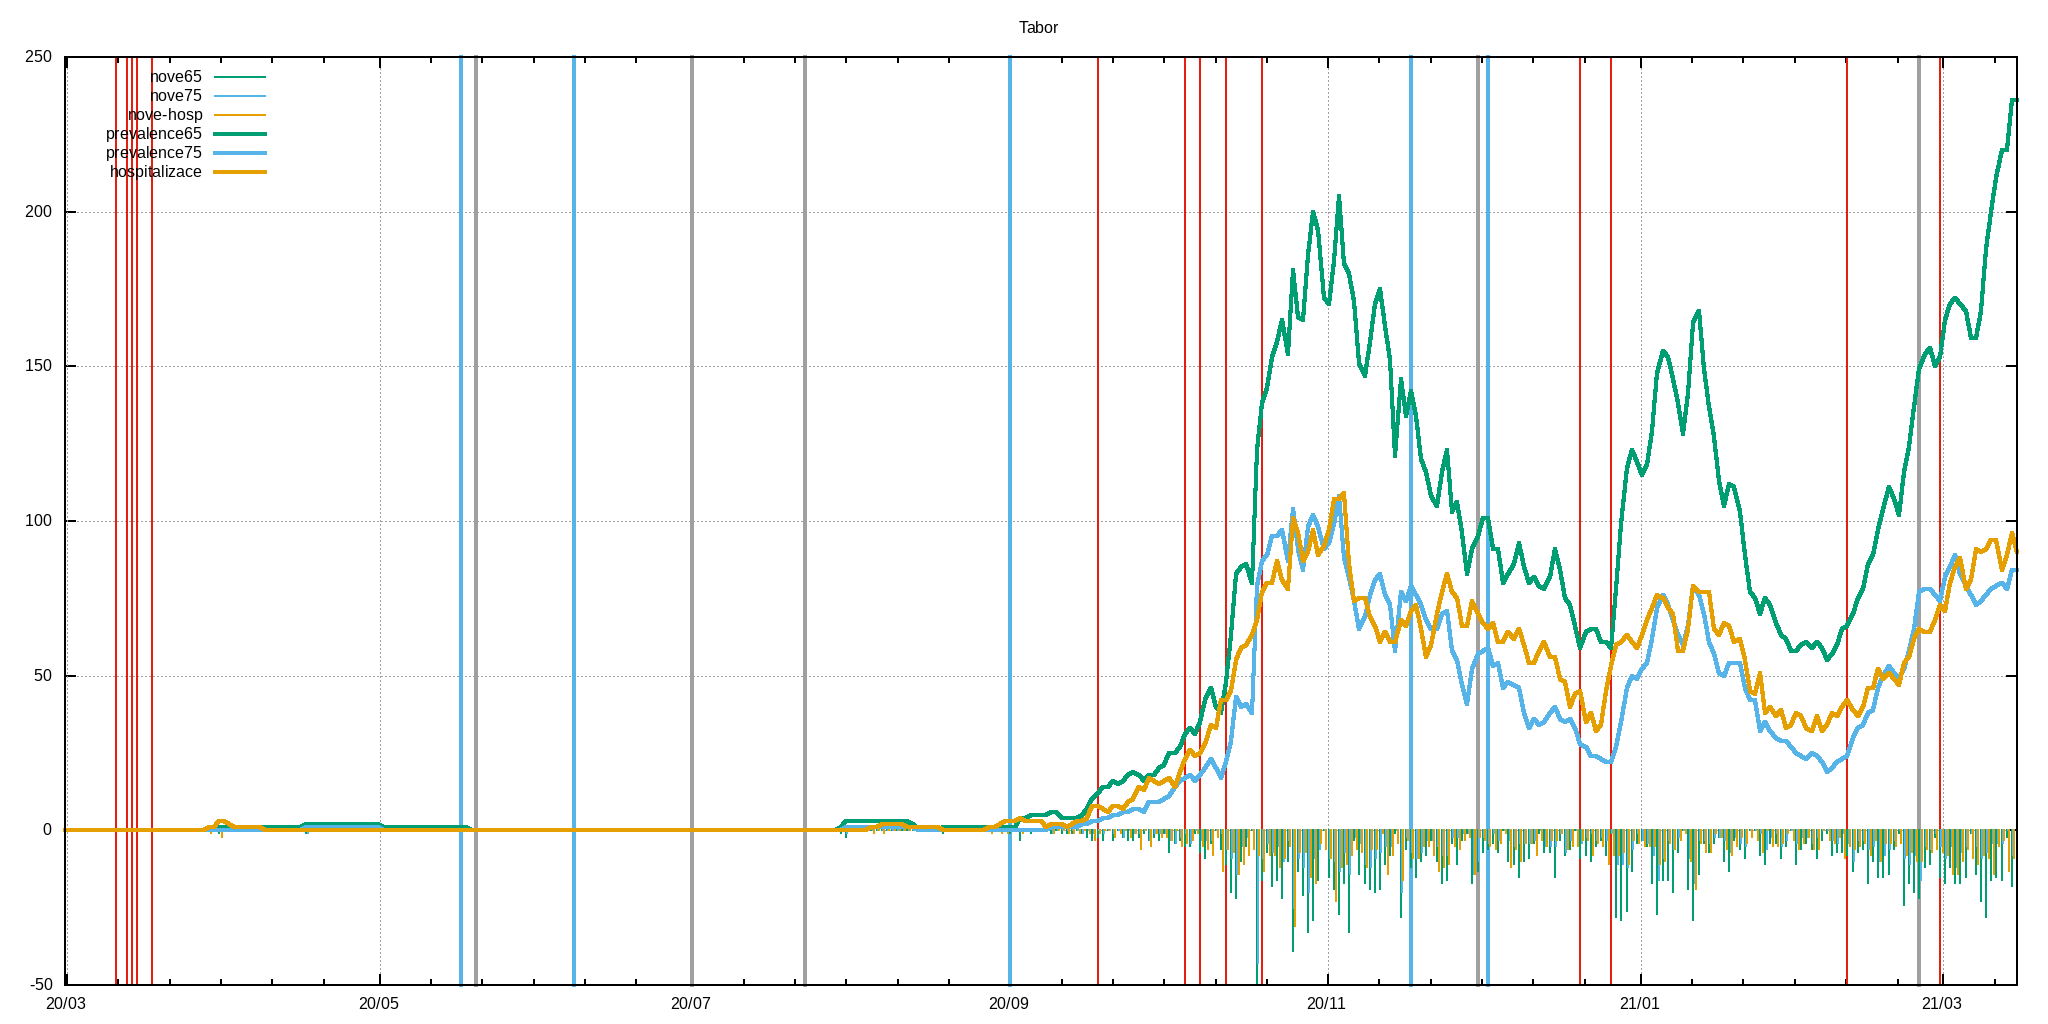 Tabor
250
200
150
100
50
0
-50
nove65
nove75
nove-hosp
prevalence65
prevalence75
hospitalizace
20/03 20/05 20/07 20/09 20/11 21/01 21/03